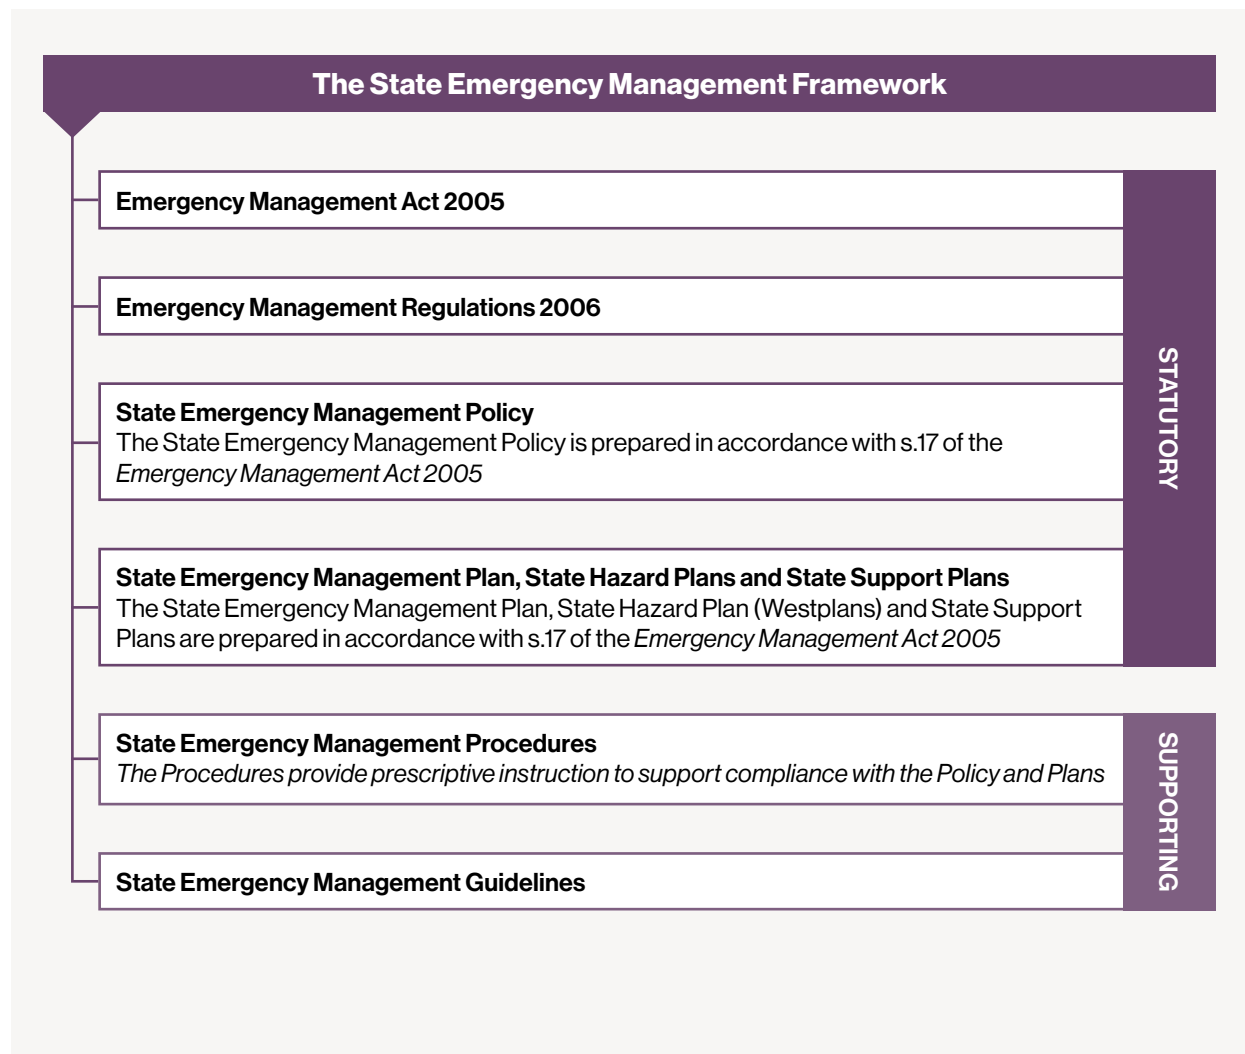 The State Emergency Management Framework
Emergency Management Act 2005
Emergency Management Regulations 2006
State Emergency Management Policy
The State Emergency Management Policy is prepared in accordance with s.17 of the
Emergency Management Act 2005
State Emergency Management Plan, State Hazard Plans and State Support Plans
The State Emergency Management Plan, State Hazard Plan (Westplans) and State Support
Plans are prepared in accordance with s.17 of the Emergency Management Act 2005
STATUTORY
State Emergency Management Procedures
The Procedures provide prescriptive instruction to support compliance with the Policy and Plans
State Emergency Management Guidelines
SUPPORTING